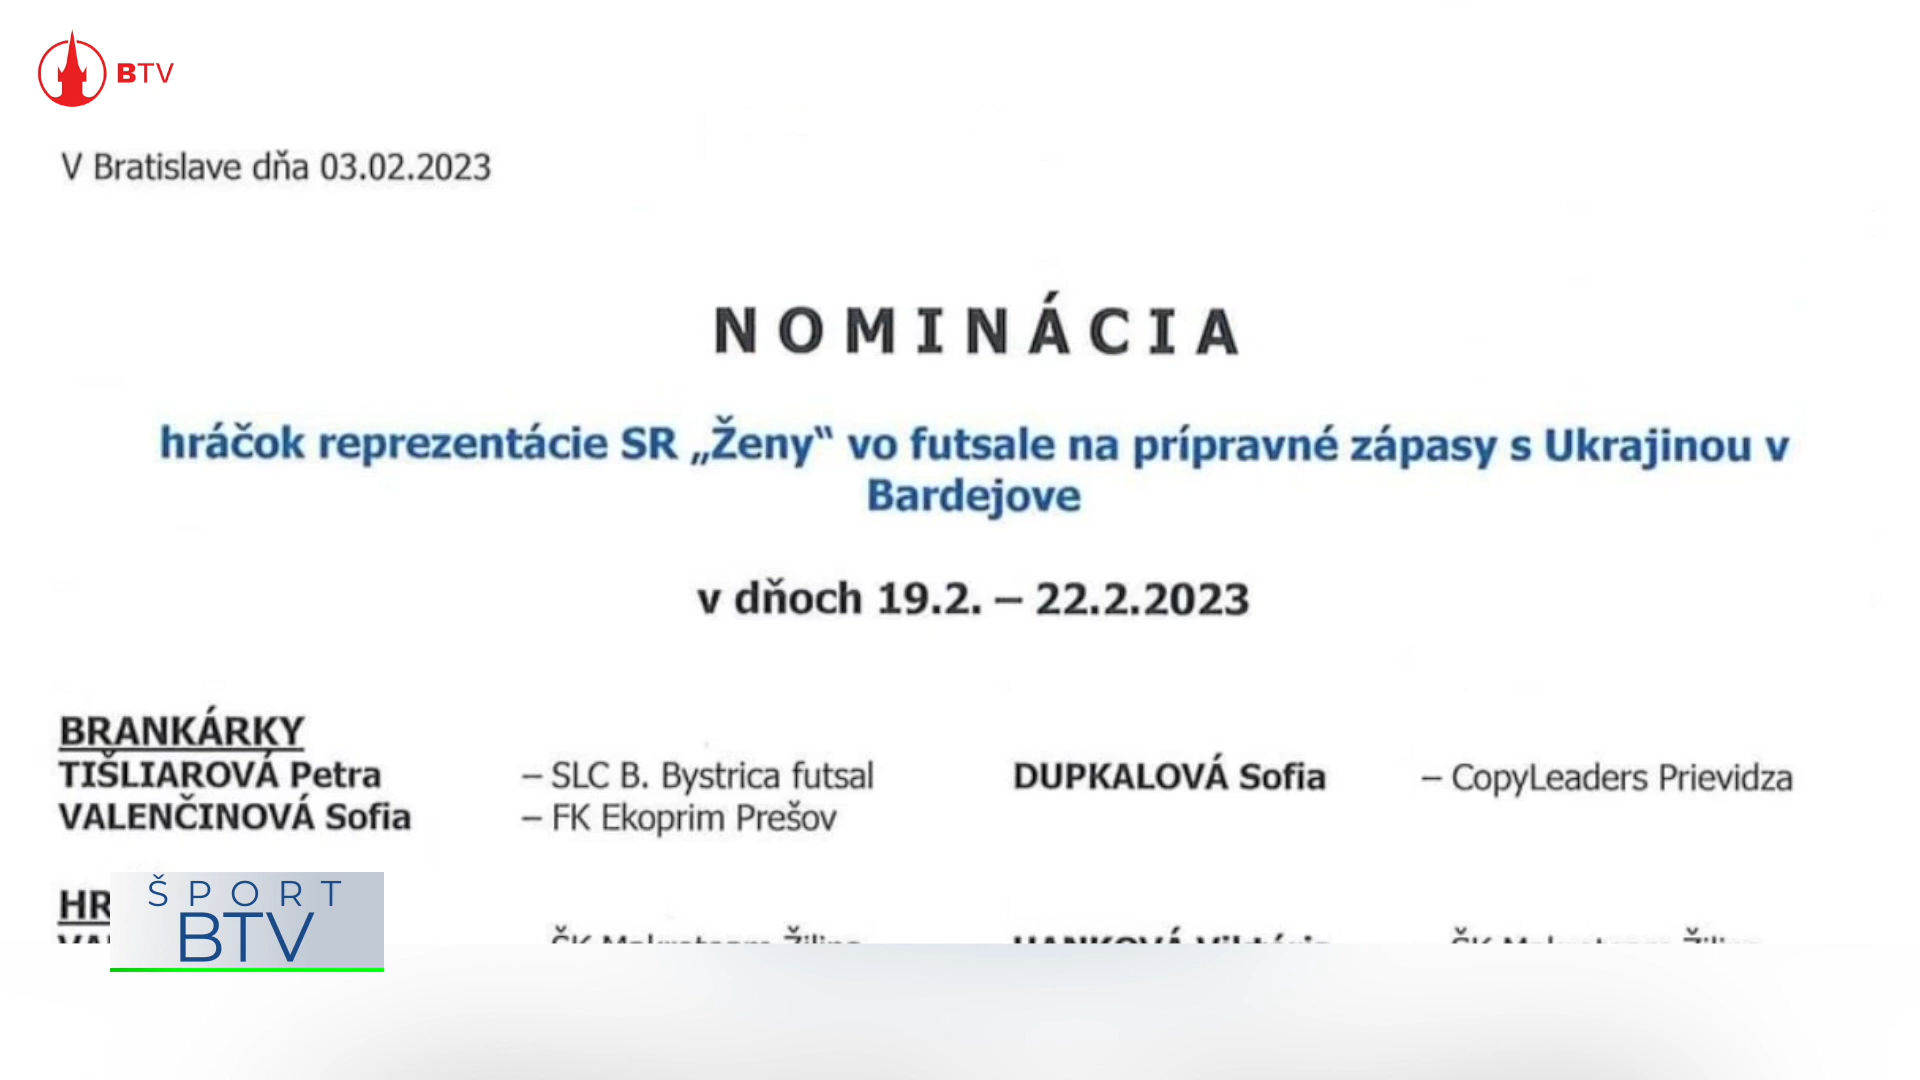 BTV
V Bratislave dňa 03.02.2023
N O M I N Á C I A
hráčok reprezentácie SR „Ženy“ vo futsale na prípravné zápasy s Ukrajinou v
Bardejove
v dňoch 19.2. – 22.2.2023
BRANKÁRKY
TIŠLIAROVÁ Petra – SLC B. Bystrica futsal DUPKALOVÁ Sofia – CopyLeaders Prievidza
VALENČINOVÁ Sofia – FK Ekoprim Prešov
ŠPORT
BTV